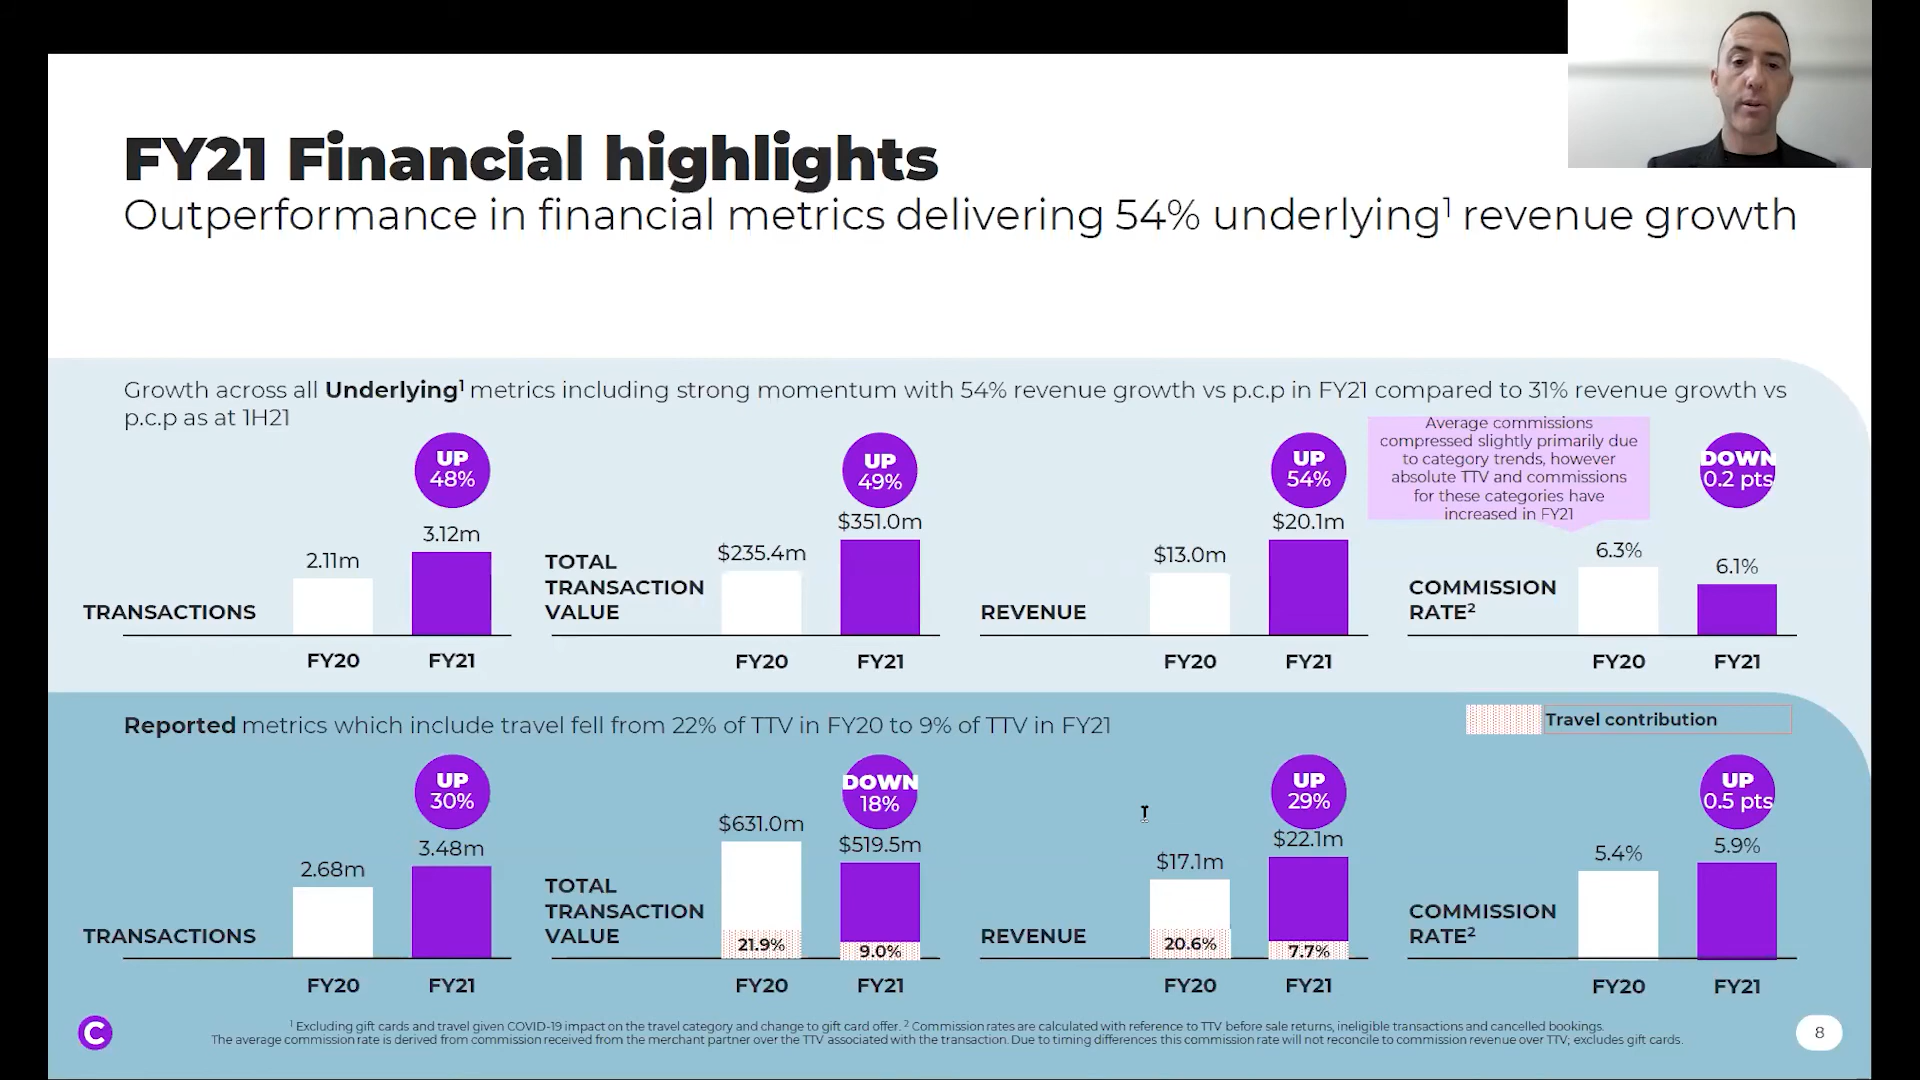 FY21 Financial highlights
Outperformance in financial metrics delivering 54% underlying¹ revenue growth
Growth across all Underlying¹ metrics including strong momentum with 54% revenue growth vs p.c.p in FY21 compared to 31% revenue growth vs
p.c.p as at 1H21
TRANSACTIONS
2.11m
FY20
UP
48%
3.12m
FY21
TOTAL
TRANSACTION
VALUE
$235.4m
FY20
UP
49%
$351.0m
FY21
REVENUE
$13.0m
FY20
UP
54%
$20.1m
FY21
Average commissions
compressed slightly primarily due
to category trends, however
absolute TTV and commissions
for these categories have
increased in FY21
COMMISSION
RATE²
6.3%
FY20
DOWN
0.2 pts
6.1%
FY21
Reported metrics which include travel fell from 22% of TTV in FY20 to 9% of TTV in FY21
Travel contribution
TRANSACTIONS
2.68m
FY20
UP
30%
3.48m
FY21
TOTAL
TRANSACTION
VALUE
$631.0m
21.9%
FY20
DOWN
18%
$519.5m
9.0%
FY21
REVENUE
$17.1m
20.6%
FY20
UP
29%
$22.1m
7.7%
FY21
COMMISSION
RATE²
5.4%
FY20
UP
0.5 pts
5.9%
FY21
C
¹ Excluding gift cards and travel given COVID-19 impact on the travel category and change to gift card offer. ² Commission rates are calculated with reference to TTV before sale returns, ineligible transactions and cancelled bookings.
The average commission rate is derived from commission received from the merchant partner over the TTV associated with the transaction. Due to timing differences this commission rate will not reconcile to commission revenue over TTV; excludes gift cards.
8